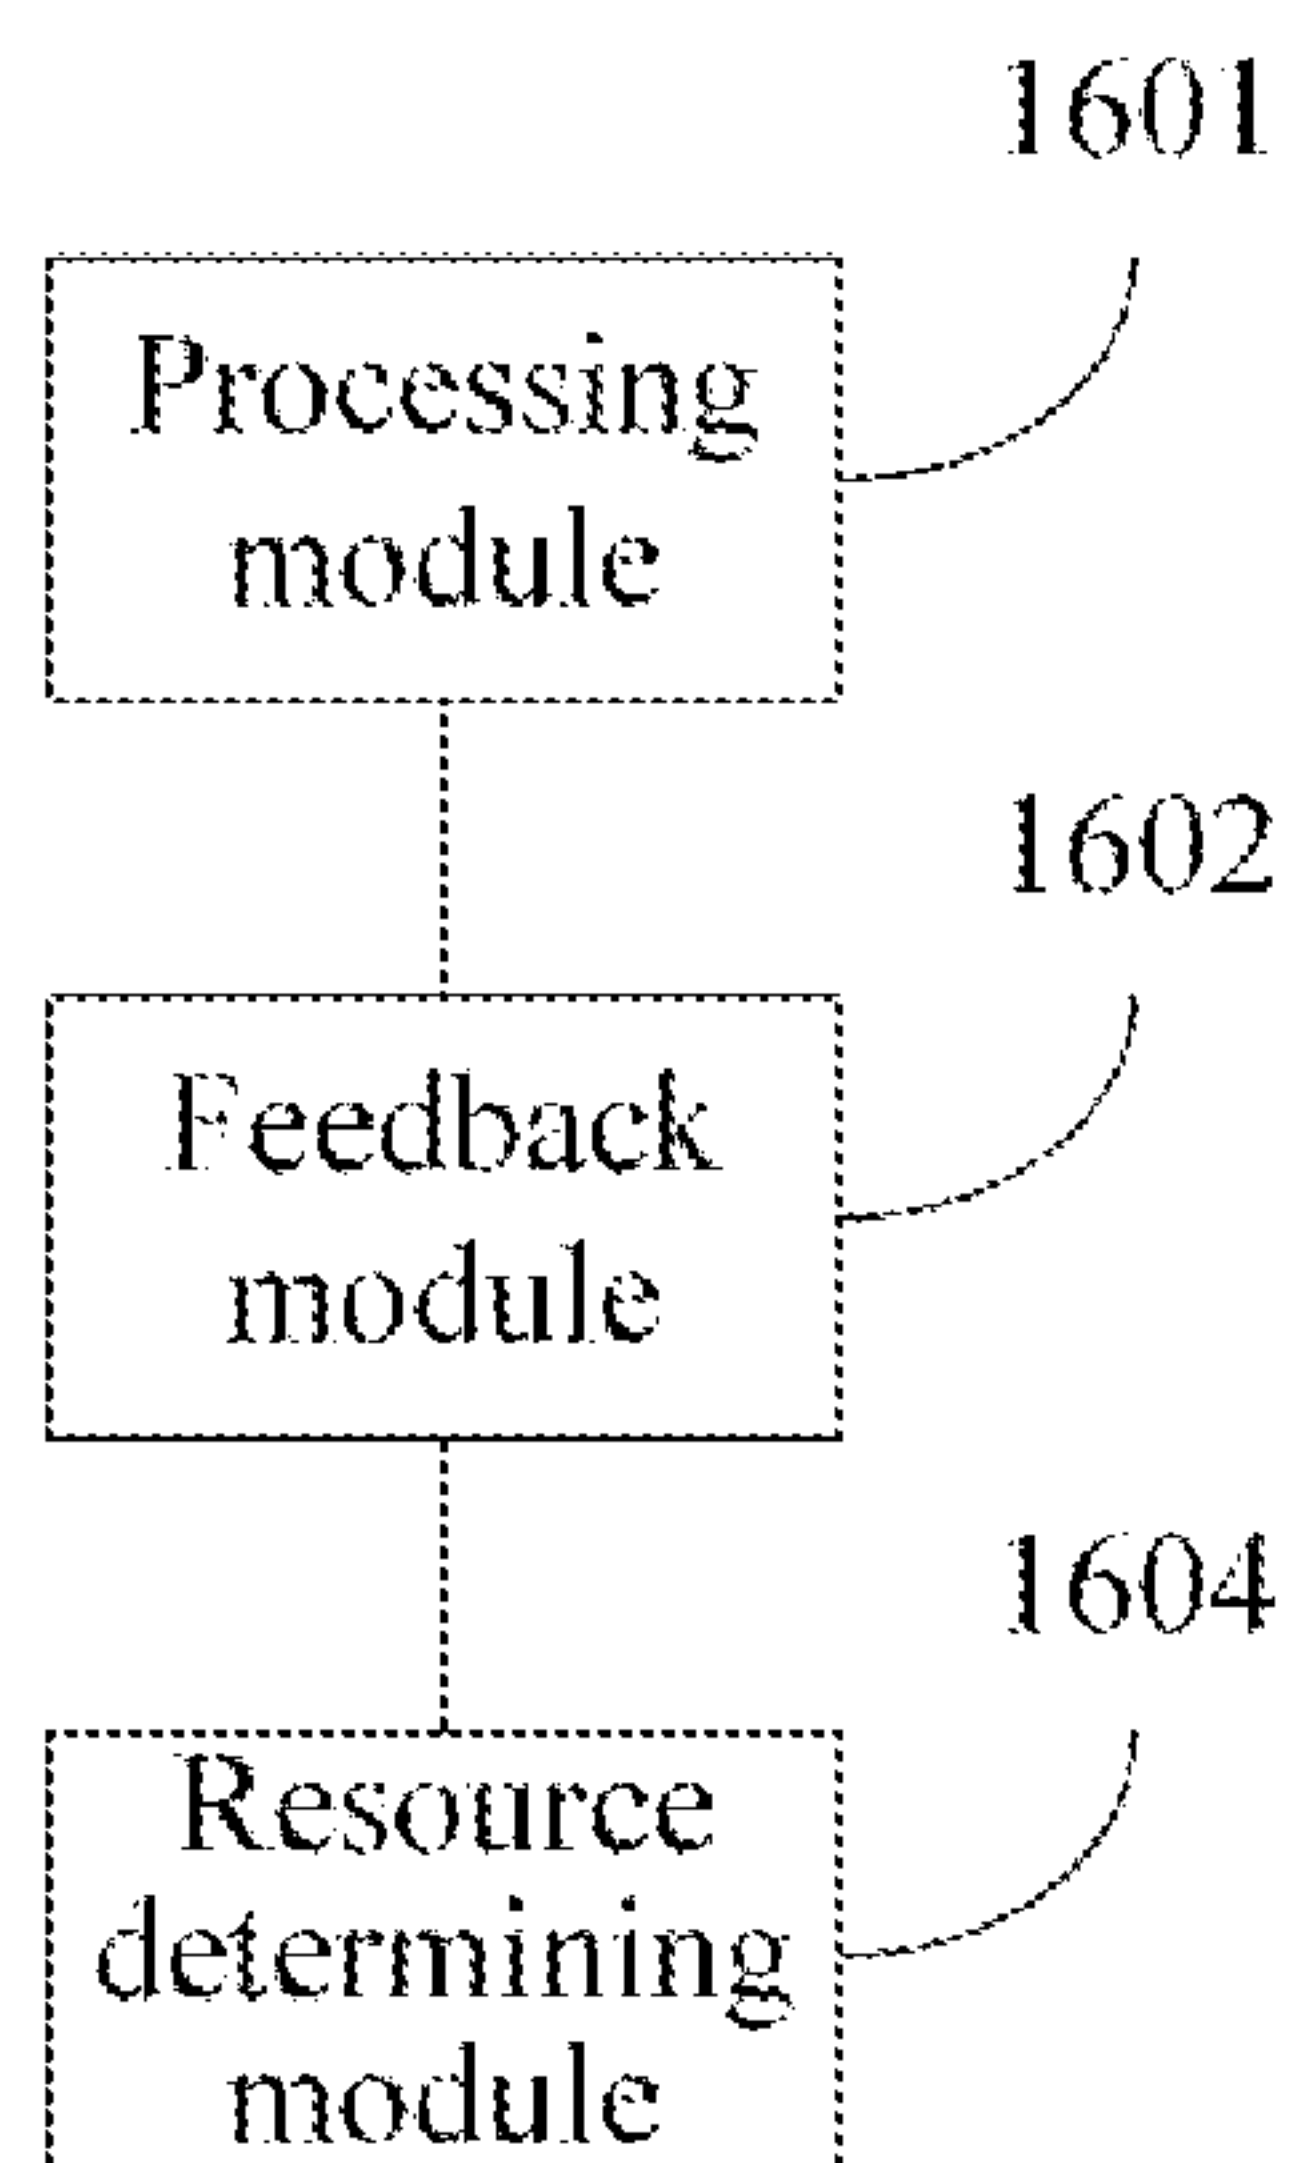 1601
Processing
module
1602
Feedback
module
1604
Resource
determining
module